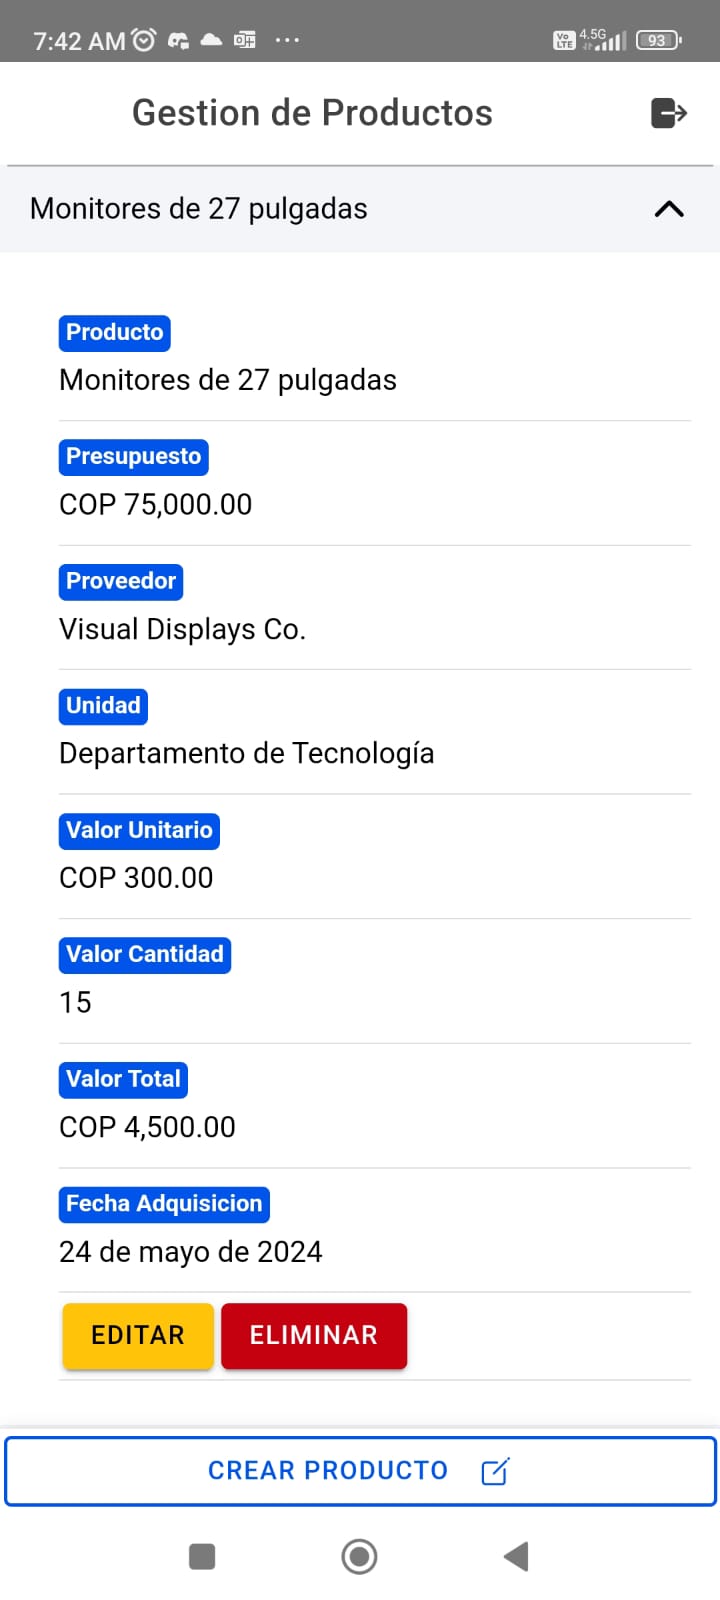 7:42 AM
Vo LTE 4.5G 93
Gestion de Productos
Monitores de 27 pulgadas
Producto
Monitores de 27 pulgadas
Presupuesto
COP 75,000.00
Proveedor
Visual Displays Co.
Unidad
Departamento de Tecnología
Valor Unitario
COP 300.00
Valor Cantidad
15
Valor Total
COP 4,500.00
Fecha Adquisicion
24 de mayo de 2024
EDITAR ELIMINAR
CREAR PRODUCTO